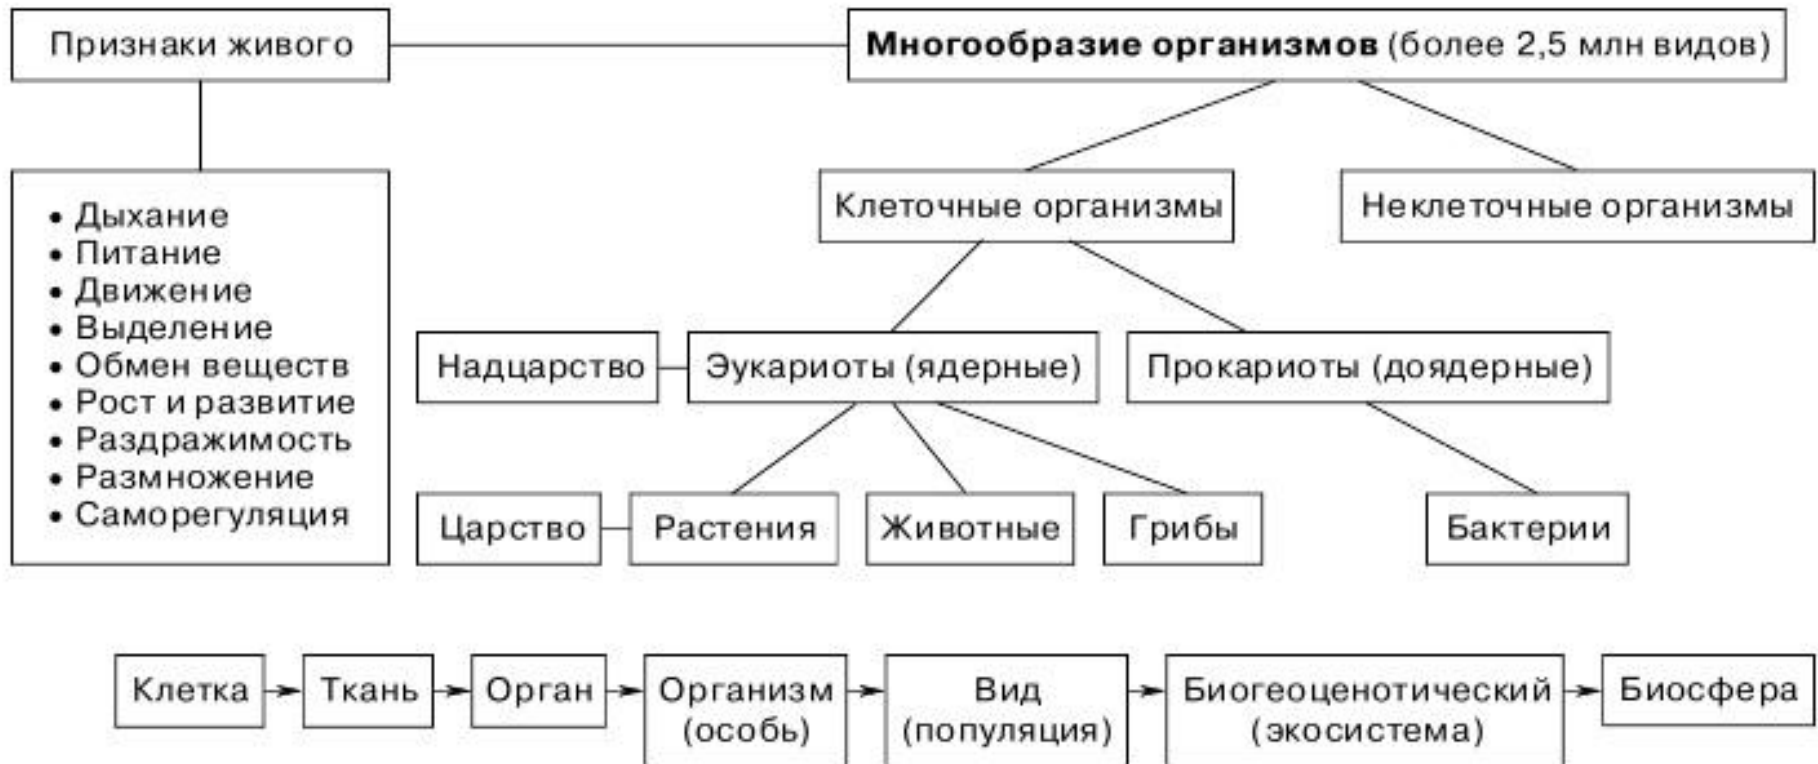 Признаки живого
Многообразие организмов (более 2,5 млн видов)
• Дыхание
• Питание
• Движение
• Выделение
• Обмен веществ
• Рост и развитие
• Раздражимость
• Размножение
• Саморегуляция
Клеточные организмы
Неклеточные организмы
Надцарство
Эукариоты (ядерные)
Прокариоты (доядерные)
Царство
Растения
Животные
Грибы
Бактерии
Клетка
Ткань
Орган
Организм
(особь)
Вид
(популяция)
Биогеоценотический
(экосистема)
Биосфера